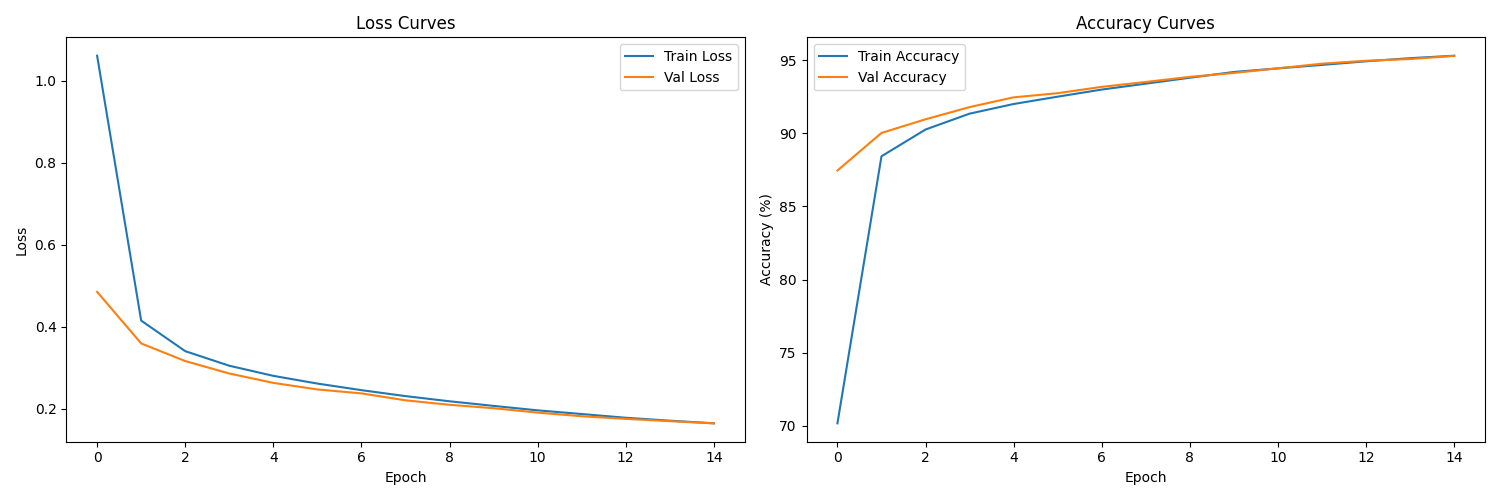 Loss Curves
Train Loss
Val Loss
1.0
0.8
0.6
0.4
0.2
Loss
0 2 4 6 8 10 12 14
Epoch
Accuracy Curves
Train Accuracy
Val Accuracy
95
90
85
80
75
70
Accuracy (%)
0 2 4 6 8 10 12 14
Epoch